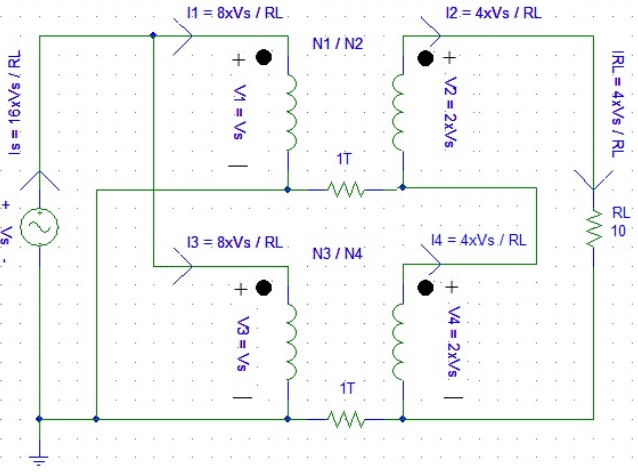 I1 = 8xVs / RL
I2 = 4xVs / RL
N1 / N2
Is = 16xVs / RL
+
V1 = Vs
—
+
V2 = 2xVs
IRL = 4xVs / RL
1T
+
Vs
-
RL
10
I3 = 8xVs / RL
N3 / N4
I4 = 4xVs / RL
+
V3 = Vs
—
+
V4 = 2xVs
—
1T